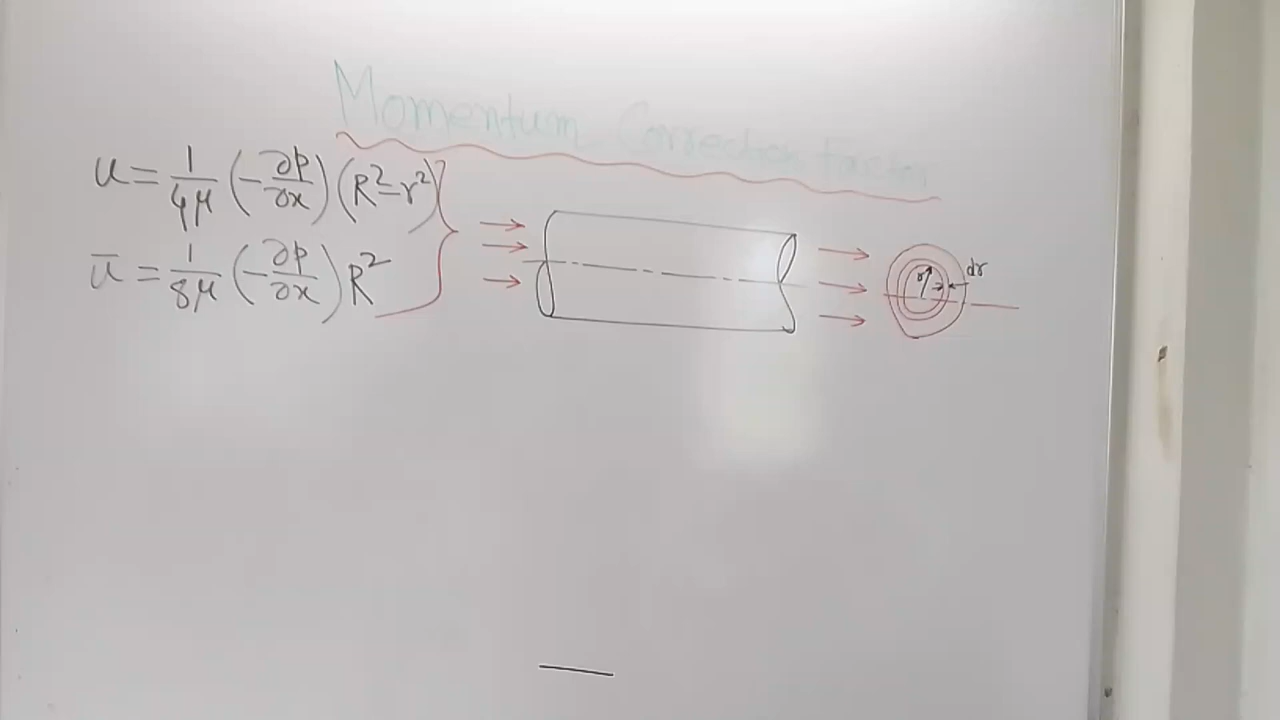 Momentum Correction Factor
u = 1/4μ (-∂p/∂x) (R²-r²)
ū = 1/8μ (-∂p/∂x) R²
r
dr